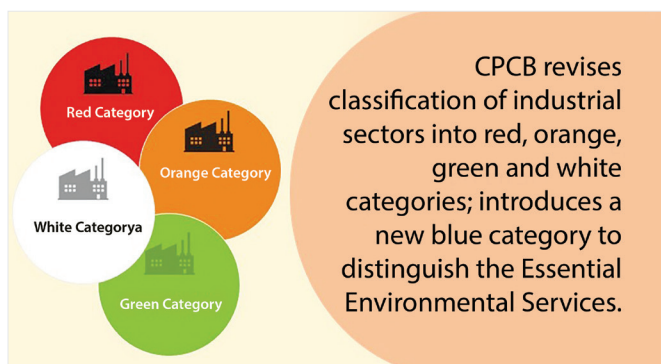 Red Category
Orange Category
White Categorya
Green Category
CPCB revises
classification of industrial
sectors into red, orange,
green and white
categories; introduces a
new blue category to
distinguish the Essential
Environmental Services.